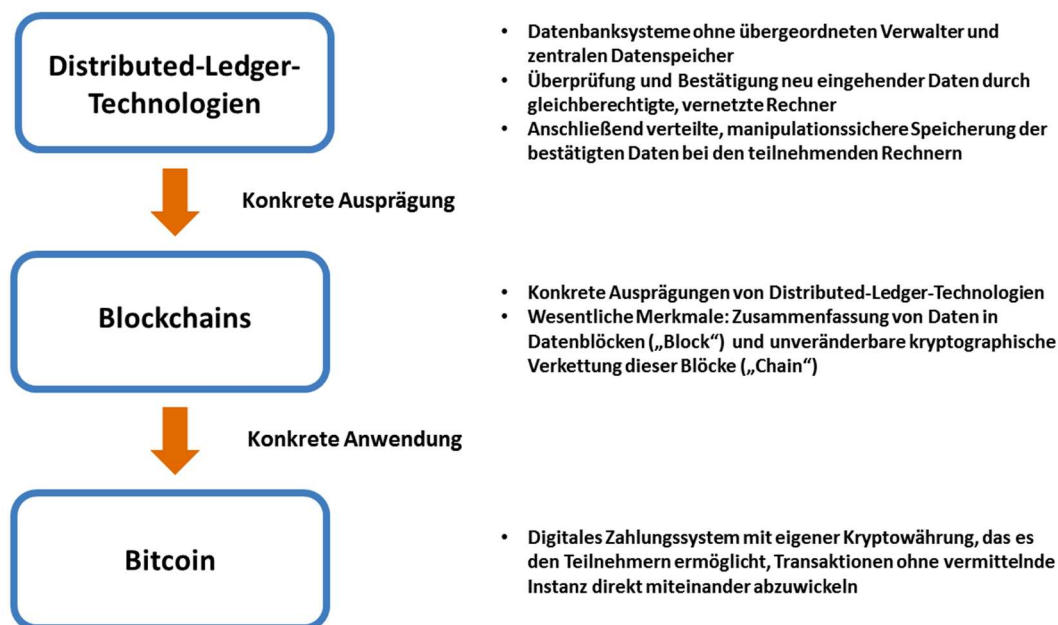 Distributed-Ledger-
Technologien
• Datenbanksysteme ohne übergeordneten Verwalter und
zentralen Datenspeicher
• Überprüfung und Bestätigung neu eingehender Daten durch
gleichberechtigte, vernetzte Rechner
• Anschließend verteilte, manipulationssichere Speicherung der
bestätigten Daten bei den teilnehmenden Rechnern
Konkrete Ausprägung
Blockchains
• Konkrete Ausprägungen von Distributed-Ledger-Technologien
• Wesentliche Merkmale: Zusammenfassung von Daten in
Datenblöcken („Block“) und unveränderbare kryptographische
Verkettung dieser Blöcke („Chain“)
Konkrete Anwendung
Bitcoin
• Digitales Zahlungssystem mit eigener Kryptowährung, das es
den Teilnehmern ermöglicht, Transaktionen ohne vermittelnde
Instanz direkt miteinander abzuwickeln